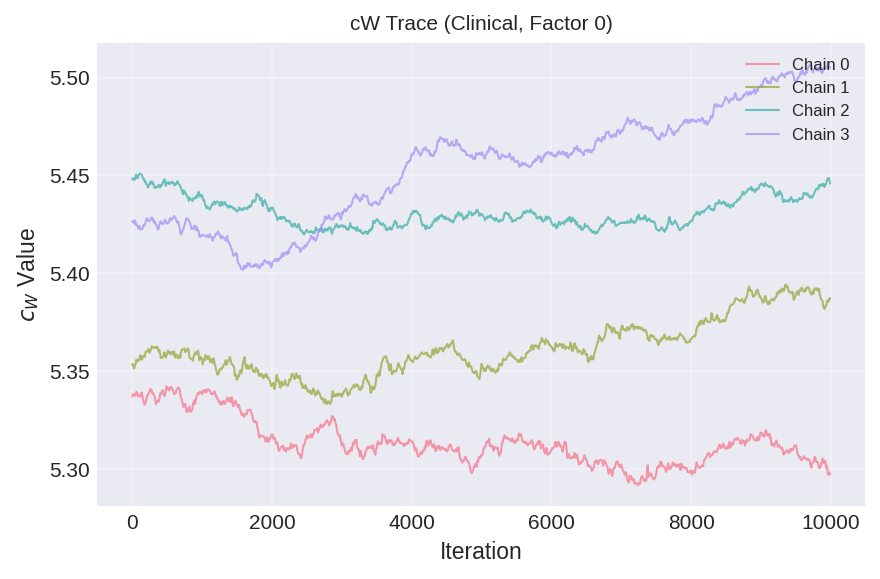 cW Trace (Clinical, Factor 0)
5.50
5.45
5.40
5.35
5.30
cW Value
Chain 0
Chain 1
Chain 2
Chain 3
0 2000 4000 6000 8000 10000
Iteration